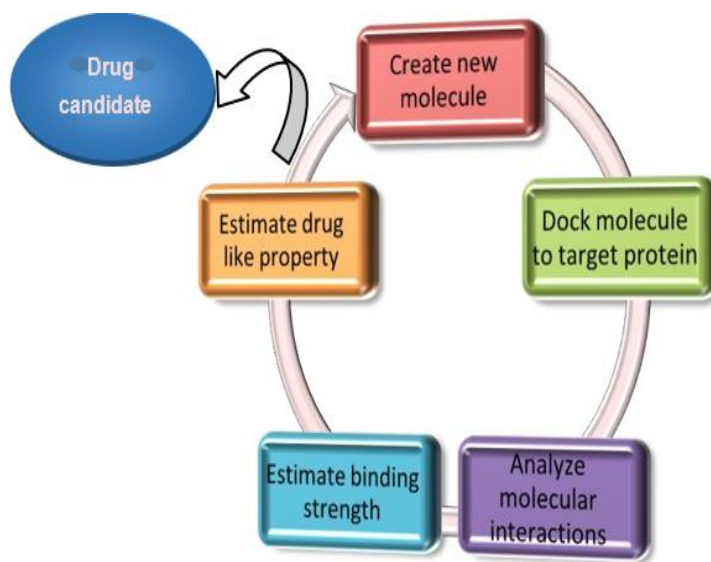 Drug
candidate
Create new
molecule
Dock molecule
to target protein
Analyze
molecular
interactions
Estimate binding
strength
Estimate drug
like property